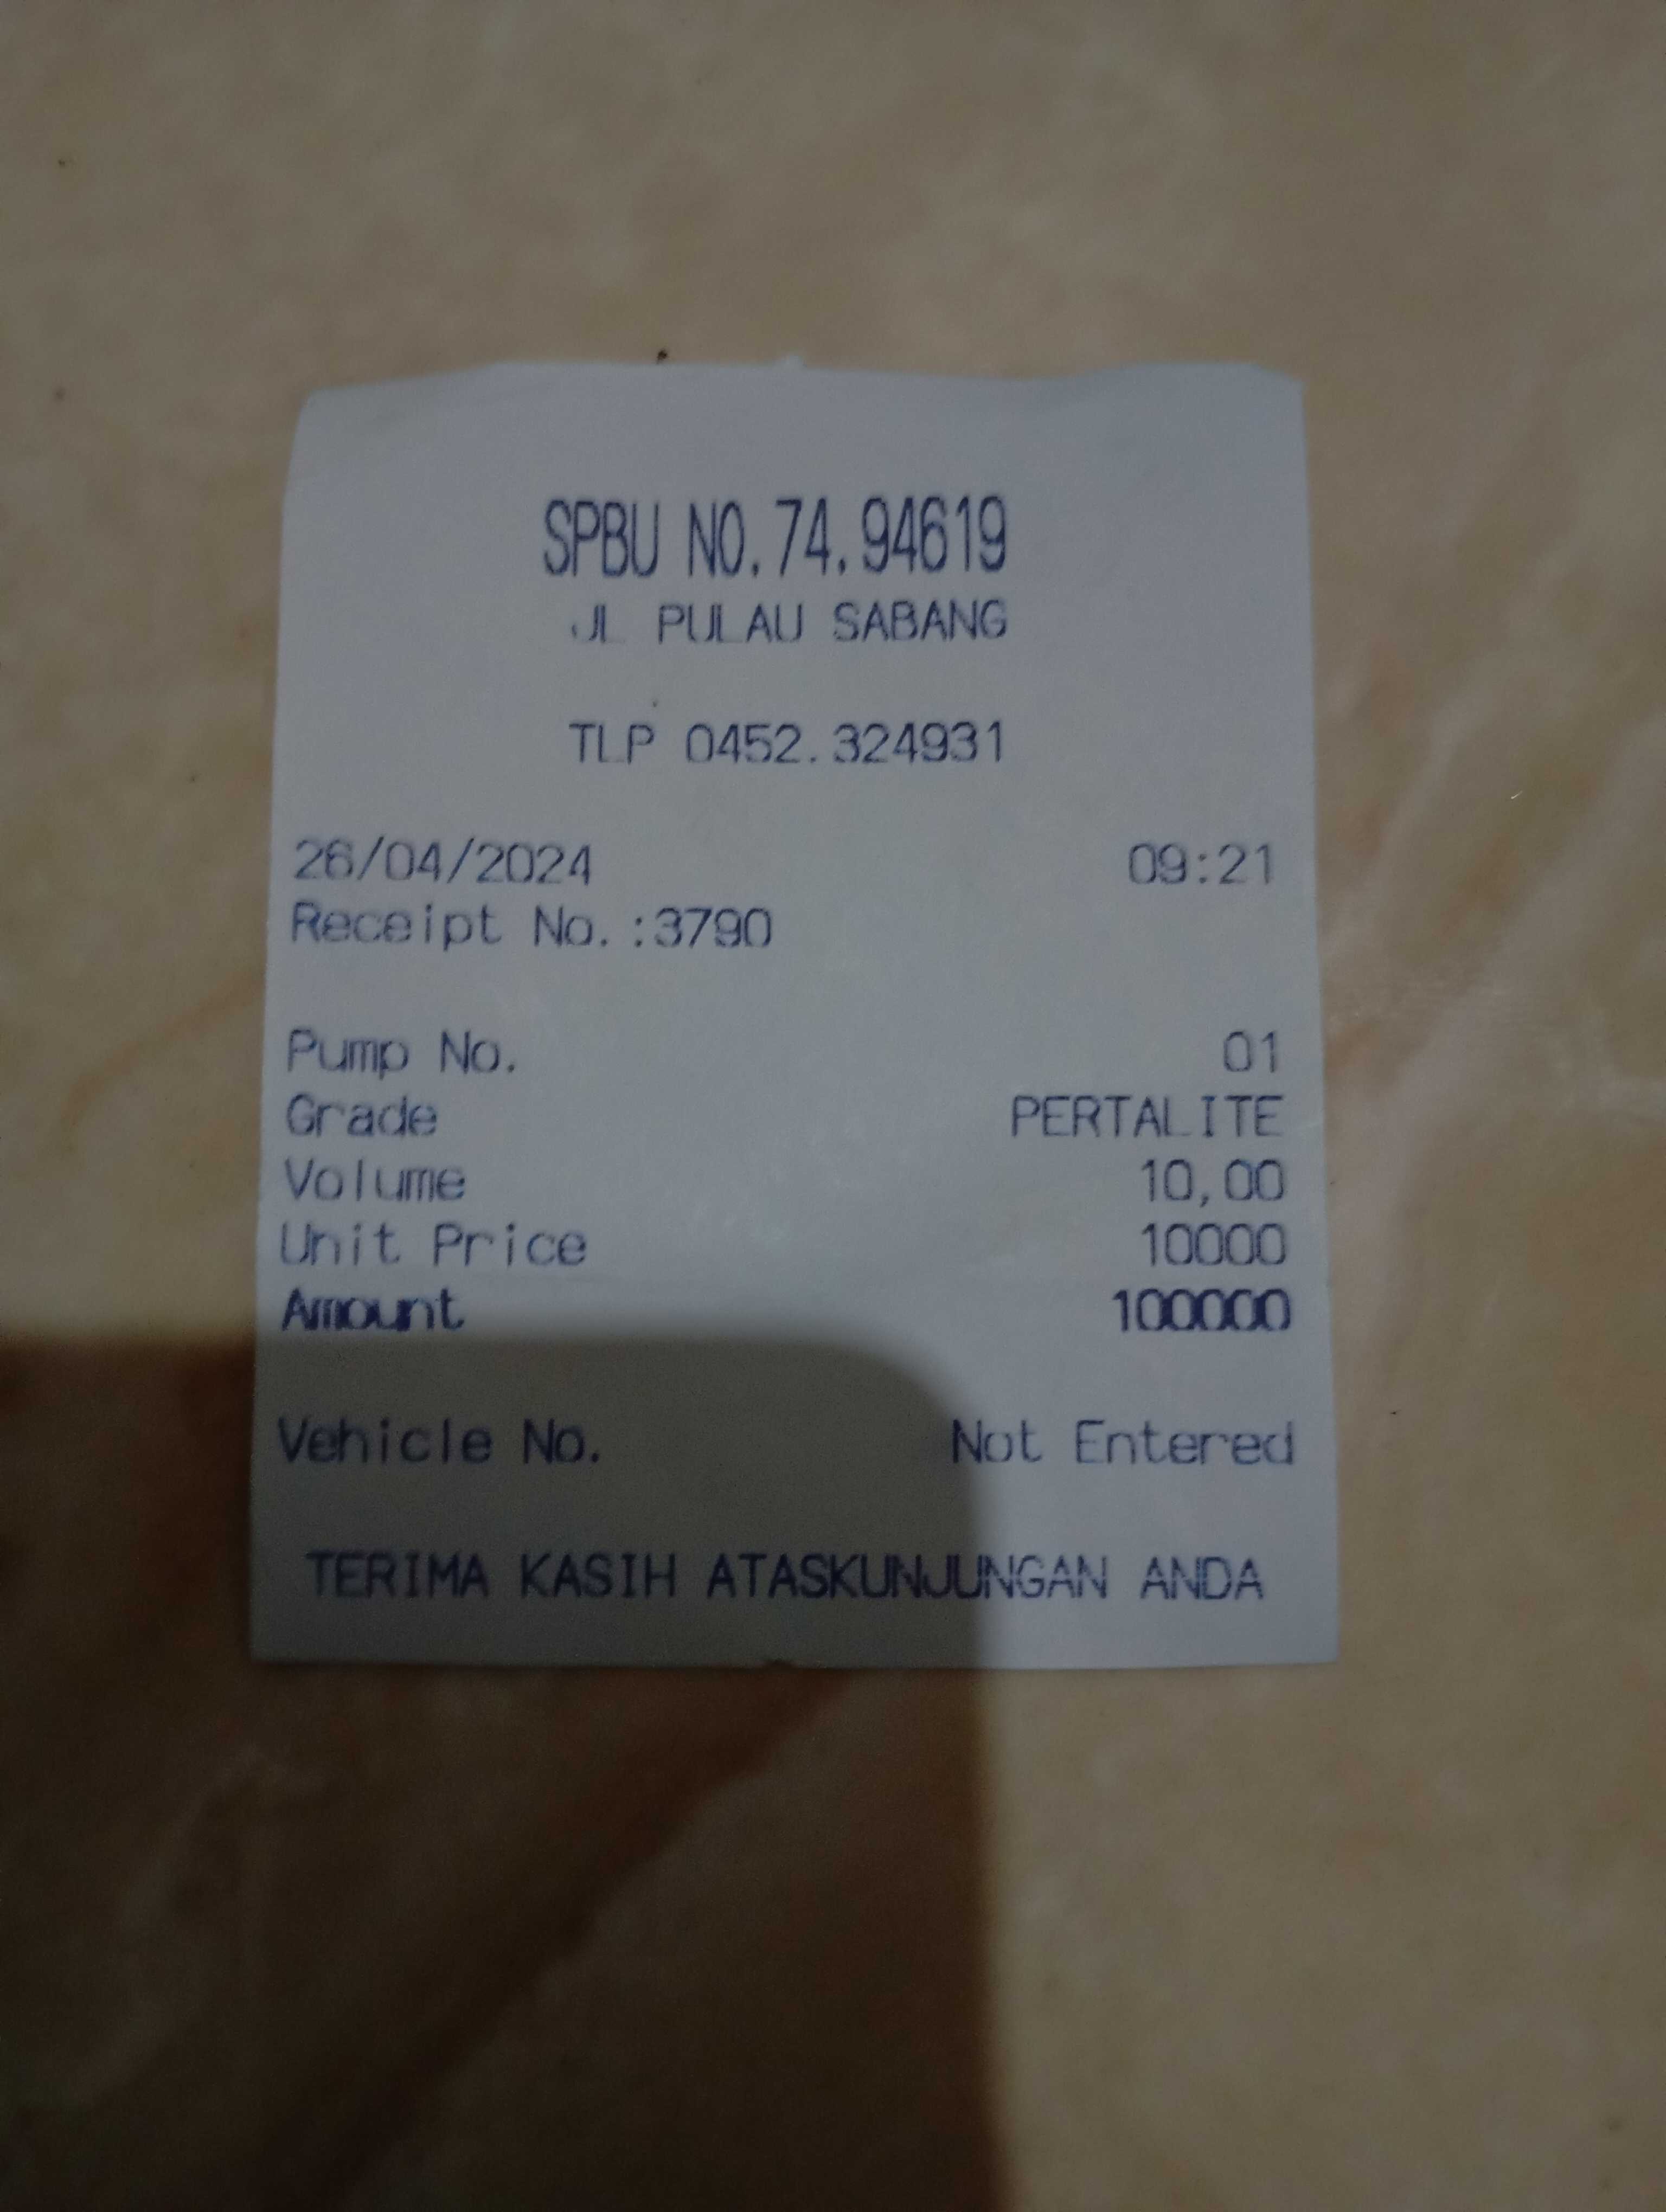 SPBU NO.74.94619
JL PULAU SABANG
TLP 0452.324931
26/04/2024 09:21
Receipt No.:3790
Pump No. 01
Grade PERTALITE
Volume 10,00
Unit Price 10000
Amount 100000
Vehicle No. Not Entered
TERIMA KASIH ATASKUNJUNGAN ANDA